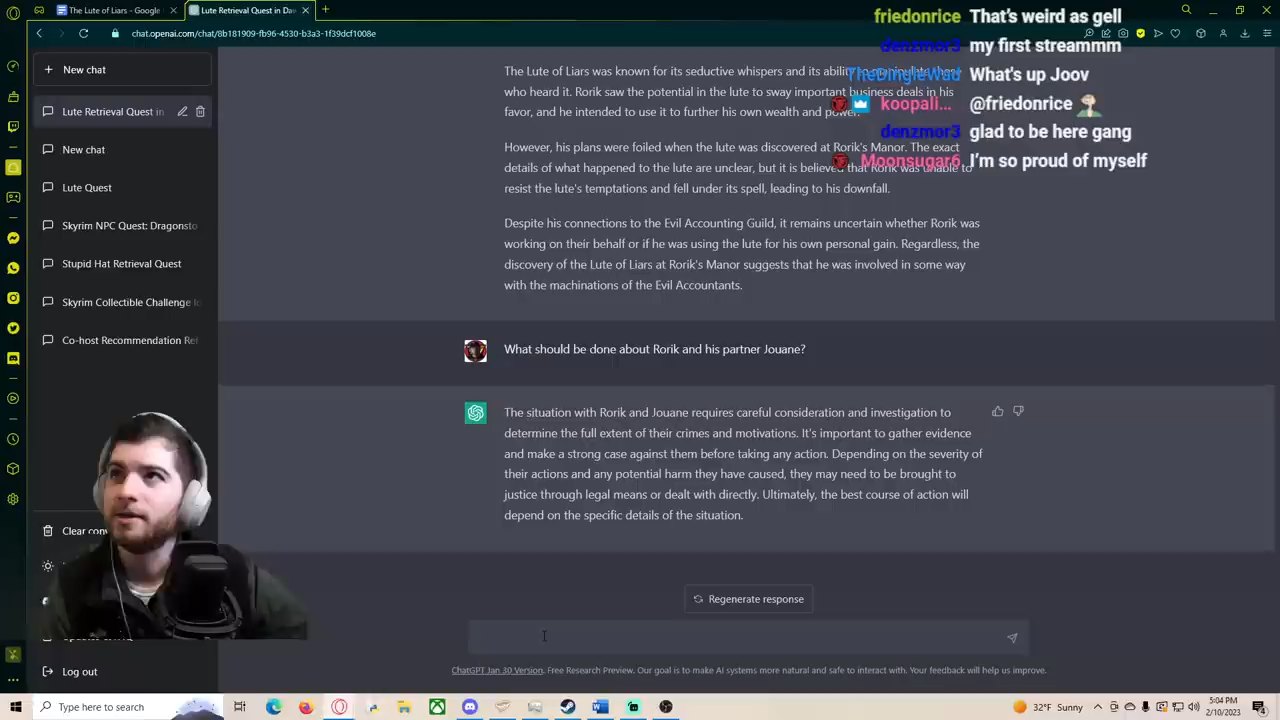 The Lute of Liars - Google
Lute Retrieval Quest in Daw
chat.openai.com/chat/8b181909-fb96-4530-b3a3-1f39dcf1008e
friedonrice That's weird as gell
denzmor3 my first streammm
TheDingleWad What's up Joov
koopali... @friedonrice
denzmor3 glad to be here gang
Moonsugar6 I'm so proud of myself
New chat
Lute Retrieval Quest in
New chat
Lute Quest
Skyrim NPC Quest: Dragonsto
Stupid Hat Retrieval Quest
Skyrim Collectible Challenge Id
Co-host Recommendation Ref
Clear conv
Log out
The Lute of Liars was known for its seductive whispers and its ability
who heard it. Rorik saw the potential in the lute to sway important business deals in his
favor, and he intended to use it to further his own wealth and power.
However, his plans were foiled when the lute was discovered at Rorik's Manor. The exact
details of what happened to the lute are unclear, but it is believed that Rorik was unable to
resist the lute's temptations and fell under its spell, leading to his downfall.
Despite his connections to the Evil Accounting Guild, it remains uncertain whether Rorik was
working on their behalf or if he was using the lute for his own personal gain. Regardless, the
discovery of the Lute of Liars at Rorik's Manor suggests that he was involved in some way
with the machinations of the Evil Accountants.
What should be done about Rorik and his partner Jouane?
The situation with Rorik and Jouane requires careful consideration and investigation to
determine the full extent of their crimes and motivations. It's important to gather evidence
and make a strong case against them before taking any action. Depending on the severity of
their actions and any potential harm they have caused, they may need to be brought to
justice through legal means or dealt with directly. Ultimately, the best course of action will
depend on the specific details of the situation.
Regenerate response
ChatGPT Jan 30 Version. Free Research Preview. Our goal is to make AI systems more natural and safe to interact with. Your feedback will help us improve.
Type here to search
32°F Sunny
5:04 PM
2/10/2023